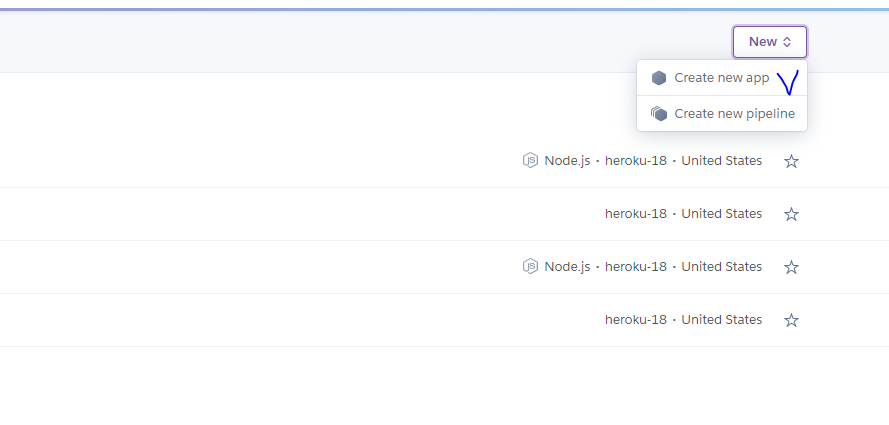 New
Create new app
Create new pipeline
JS Node.js · heroku-18 · United States
heroku-18 · United States
JS Node.js · heroku-18 · United States
heroku-18 · United States